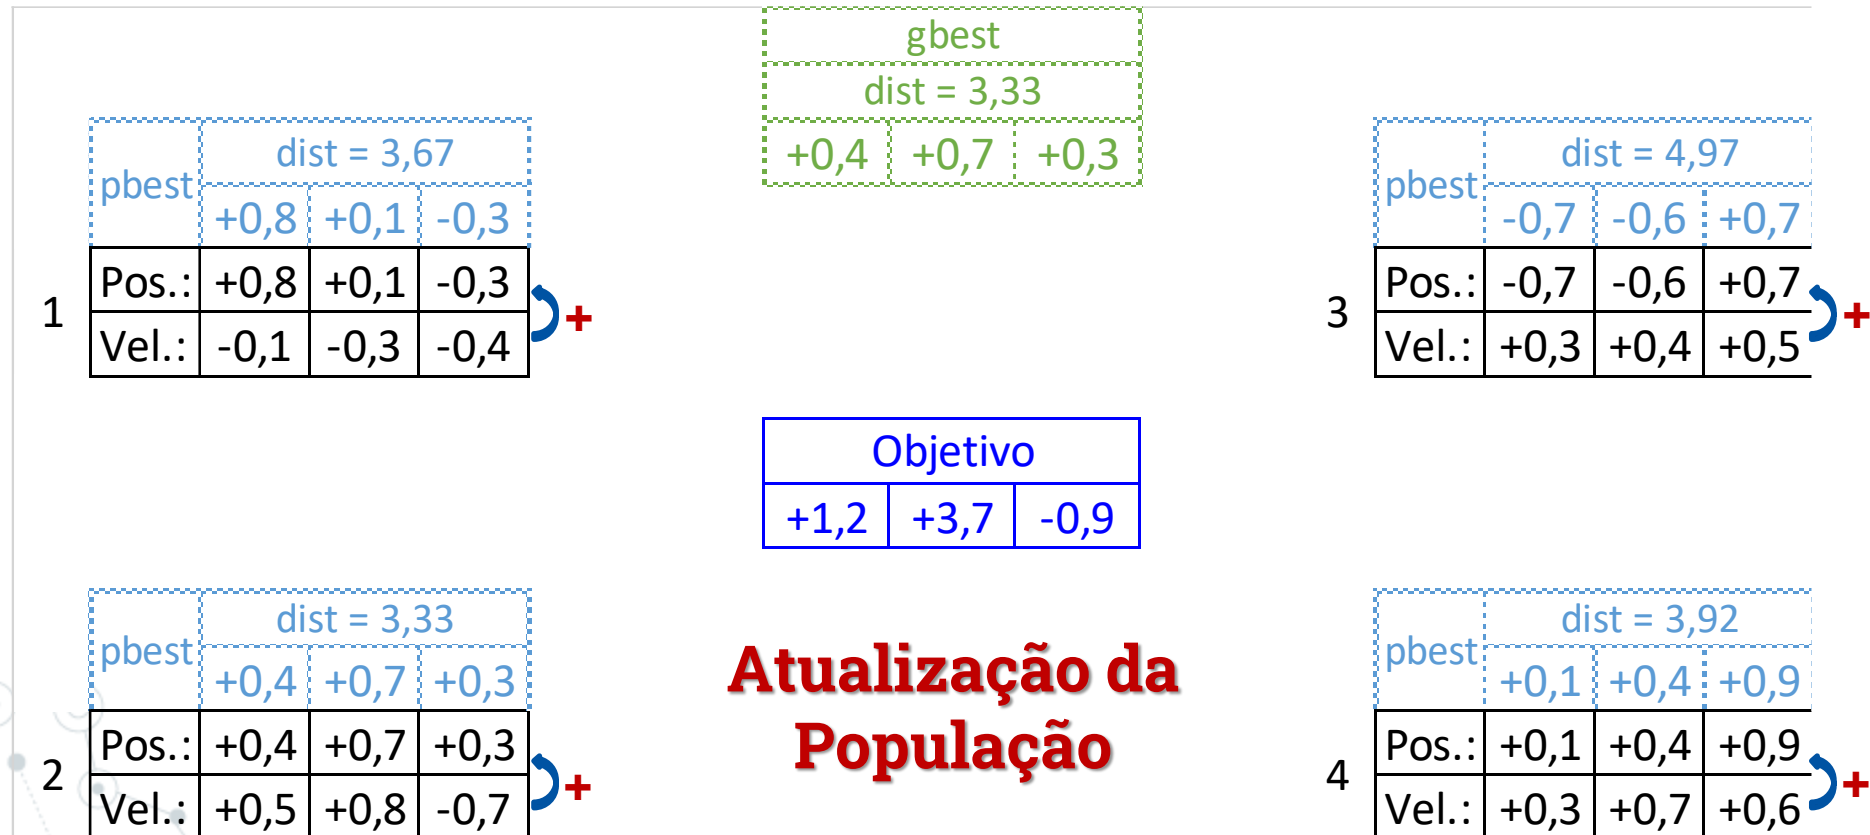 gbest
dist = 3,33
+0,4 +0,7 +0,3
dist = 3,67
pbest
+0,8 +0,1 -0,3
1
Pos.: +0,8 +0,1 -0,3
Vel.: -0,1 -0,3 -0,4
+
dist = 4,97
pbest
-0,7 -0,6 +0,7
3
Pos.: -0,7 -0,6 +0,7
Vel.: +0,3 +0,4 +0,5
+
Objetivo
+1,2 +3,7 -0,9
dist = 3,33
pbest
+0,4 +0,7 +0,3
2
Pos.: +0,4 +0,7 +0,3
Vel.: +0,5 +0,8 -0,7
+
Atualização da
População
dist = 3,92
pbest
+0,1 +0,4 +0,9
4
Pos.: +0,1 +0,4 +0,9
Vel.: +0,3 +0,7 +0,6
+